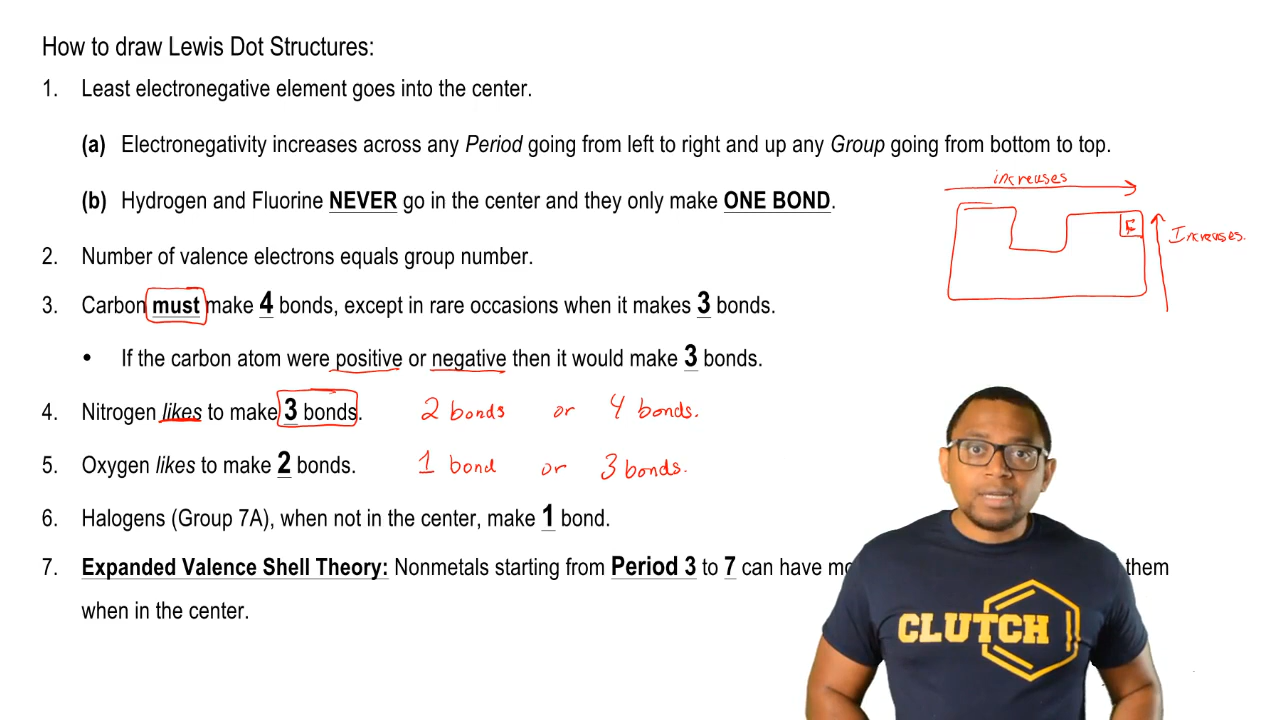 How to draw Lewis Dot Structures:
1. Least electronegative element goes into the center.
(a) Electronegativity increases across any Period going from left to right and up any Group going from bottom to top.
increases
(b) Hydrogen and Fluorine NEVER go in the center and they only make ONE BOND.
F
Increases.
2. Number of valence electrons equals group number.
3. Carbon must make 4 bonds, except in rare occasions when it makes 3 bonds.
• If the carbon atom were positive or negative then it would make 3 bonds.
4. Nitrogen likes to make 3 bonds. 2 bonds or 4 bonds.
5. Oxygen likes to make 2 bonds. 1 bond or 3 bonds.
6. Halogens (Group 7A), when not in the center, make 1 bond.
7. Expanded Valence Shell Theory: Nonmetals starting from Period 3 to 7 can have them
when in the center.
CLUTCH